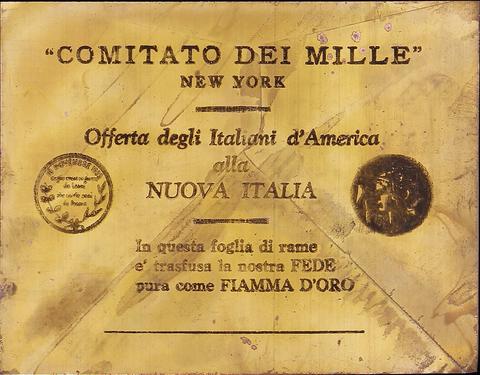 “COMITATO DEI MILLE”
NEW YORK
Offerta degli Italiani d’America
alla
NUOVA ITALIA
In questa foglia di rame
e’ trasfusa la nostra FEDE
pura come FIAMMA D’ORO